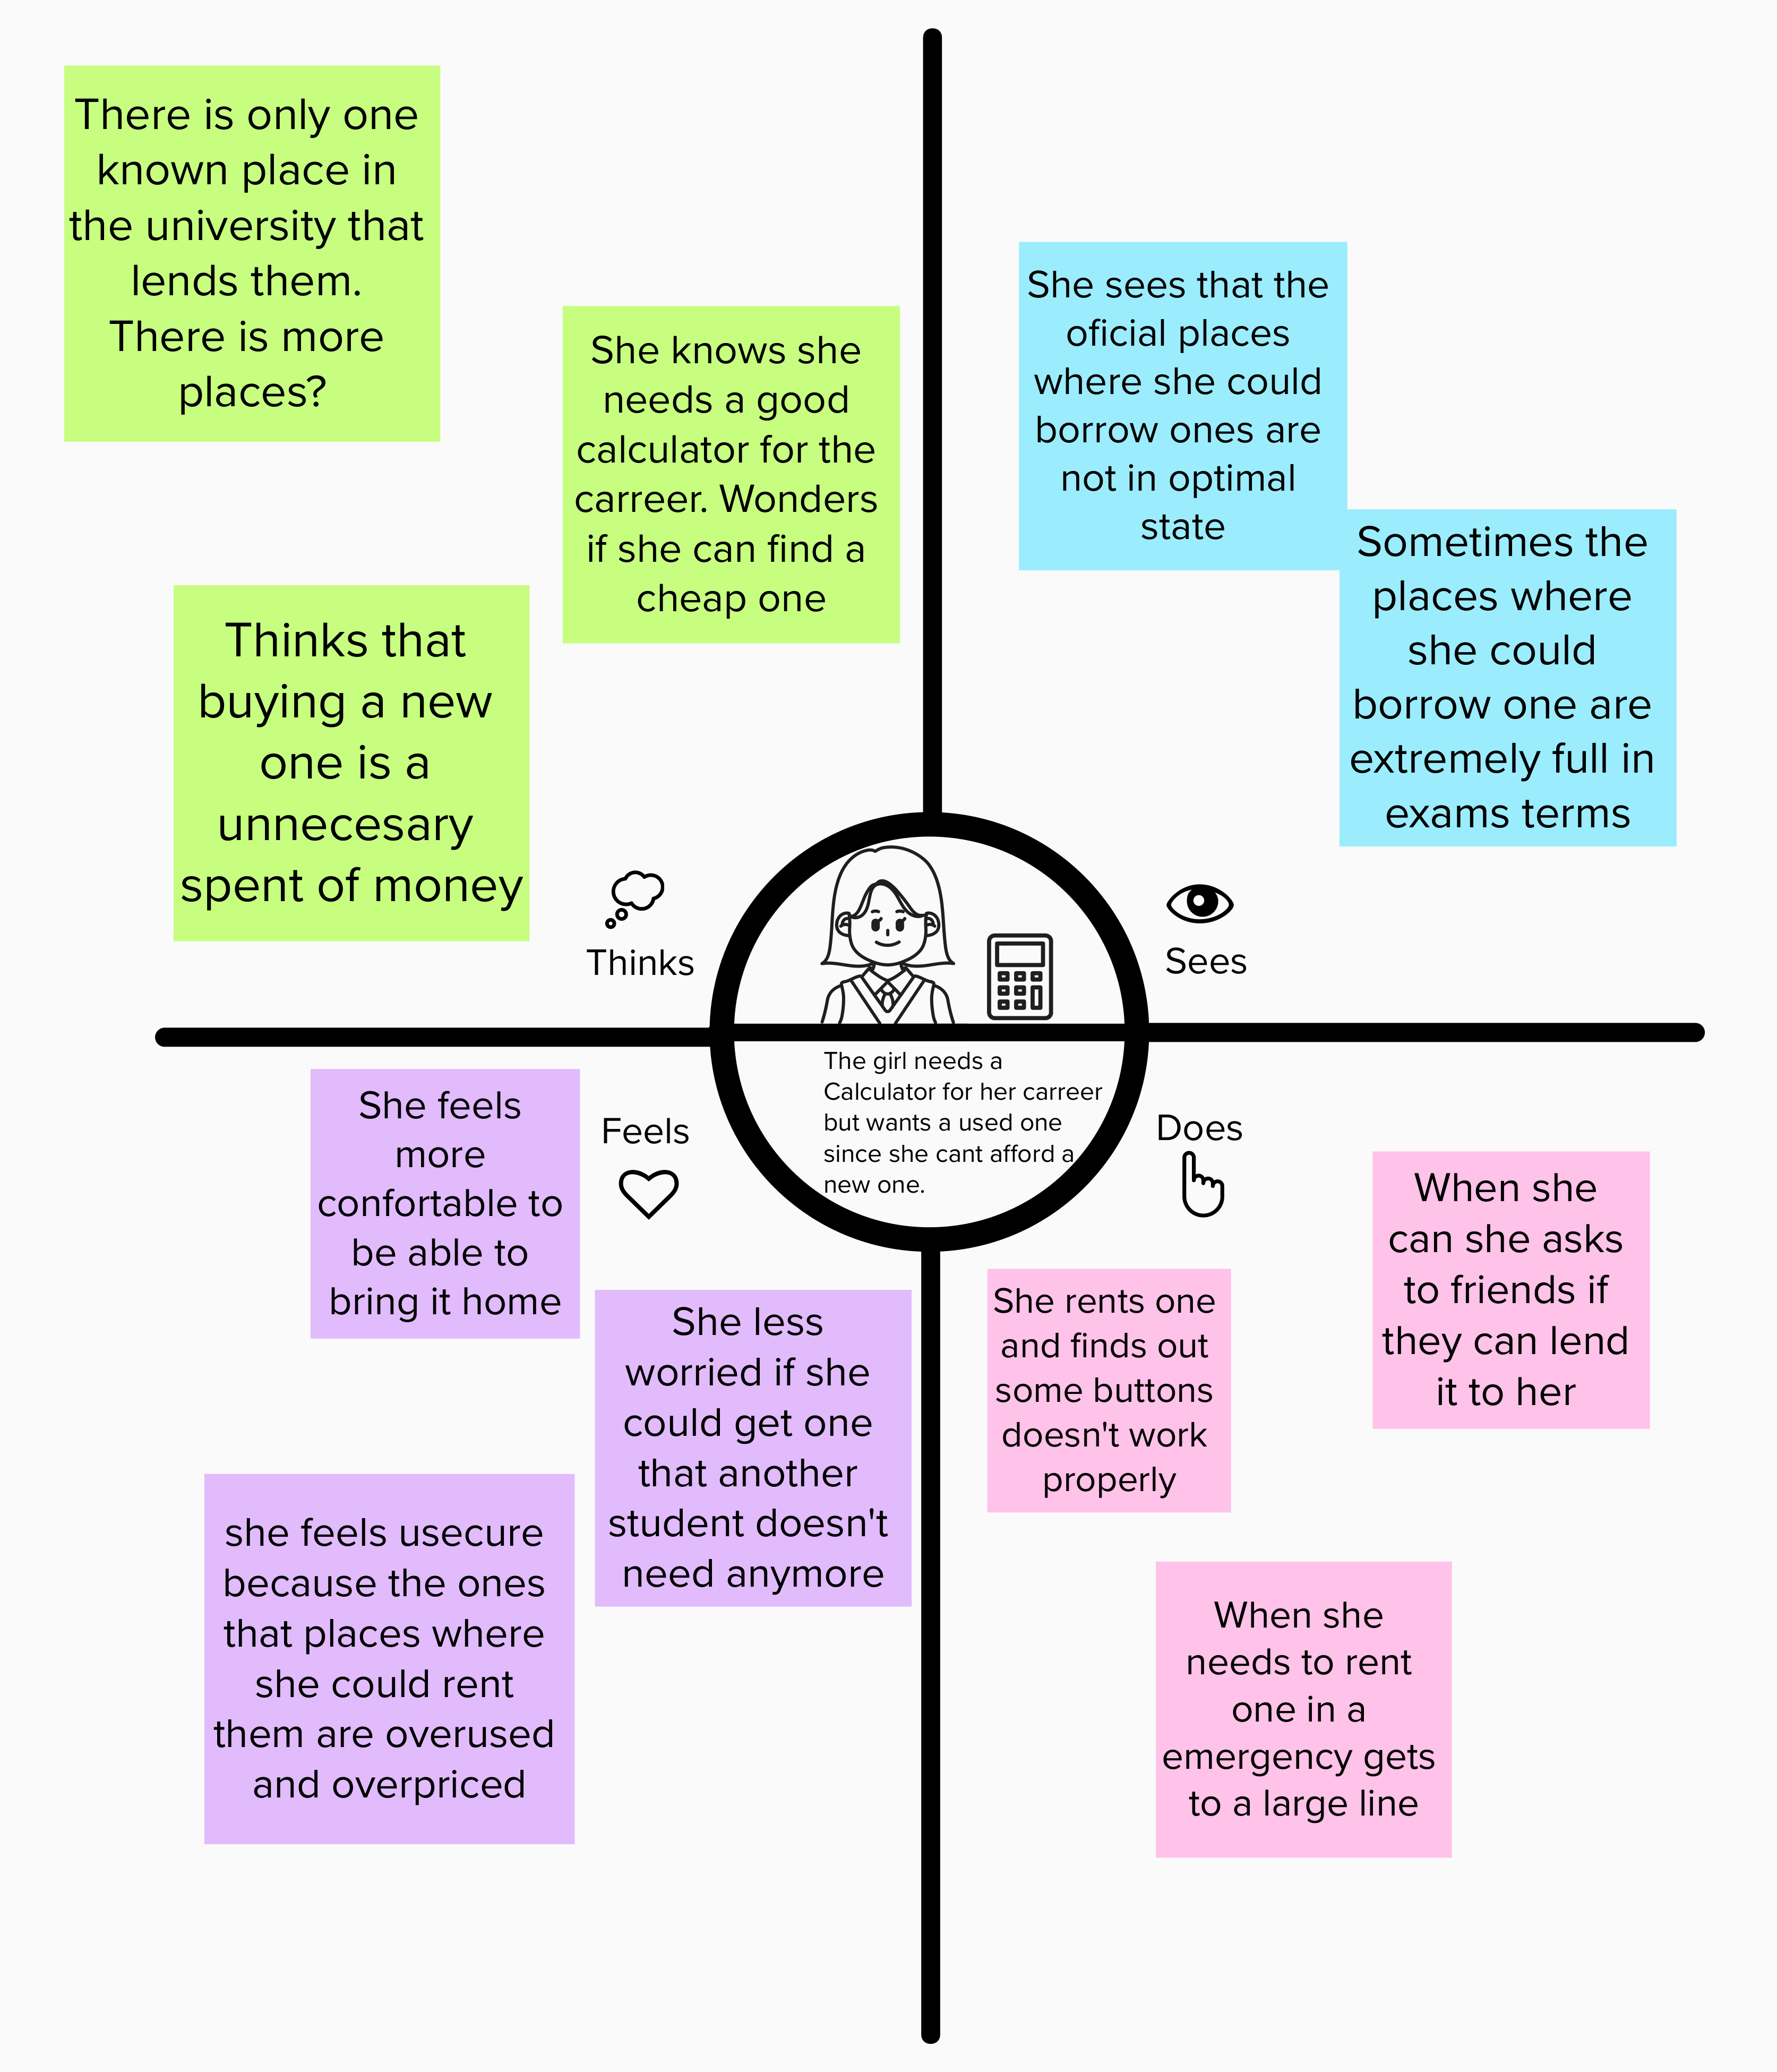 There is only one
known place in
the university that
lends them.
There is more
places?
She knows she
needs a good
calculator for the
carreer. Wonders
if she can find a
cheap one
Thinks that
buying a new
one is a
unnecesary
spent of money
Thinks
She sees that the
oficial places
where she could
borrow ones are
not in optimal
state
Sometimes the
places where
she could
borrow one are
extremely full in
exams terms
Sees
The girl needs a
Calculator for her carreer
but wants a used one
since she cant afford a
new one.
Feels
She feels
more
confortable to
be able to
bring it home
She less
worried if she
could get one
that another
student doesn't
need anymore
she feels usecure
because the ones
that places where
she could rent
them are overused
and overpriced
Does
She rents one
and finds out
some buttons
doesn't work
properly
When she
can she asks
to friends if
they can lend
it to her
When she
needs to rent
one in a
emergency gets
to a large line